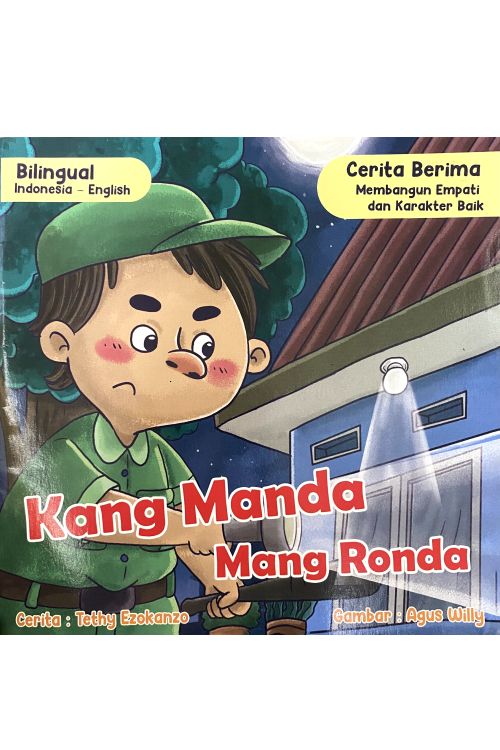 Bilingual
Indonesia – English
Cerita Berima
Membangun Empati
dan Karakter Baik
Kang Manda
Mang Ronda
Cerita : Tethy Ezokanzo
Gambar : Agus Willy